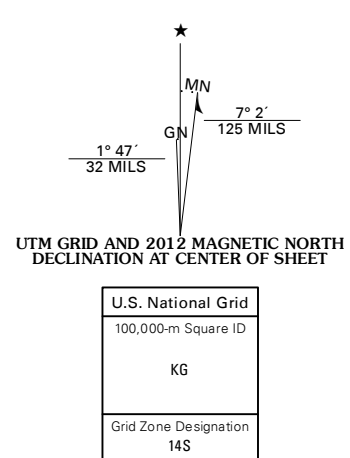 ★
MN
7° 2´
125 MILS
GN
1° 47´
32 MILS
UTM GRID AND 2012 MAGNETIC NORTH
DECLINATION AT CENTER OF SHEET
U.S. National Grid
100,000-m Square ID
KG
Grid Zone Designation
14S